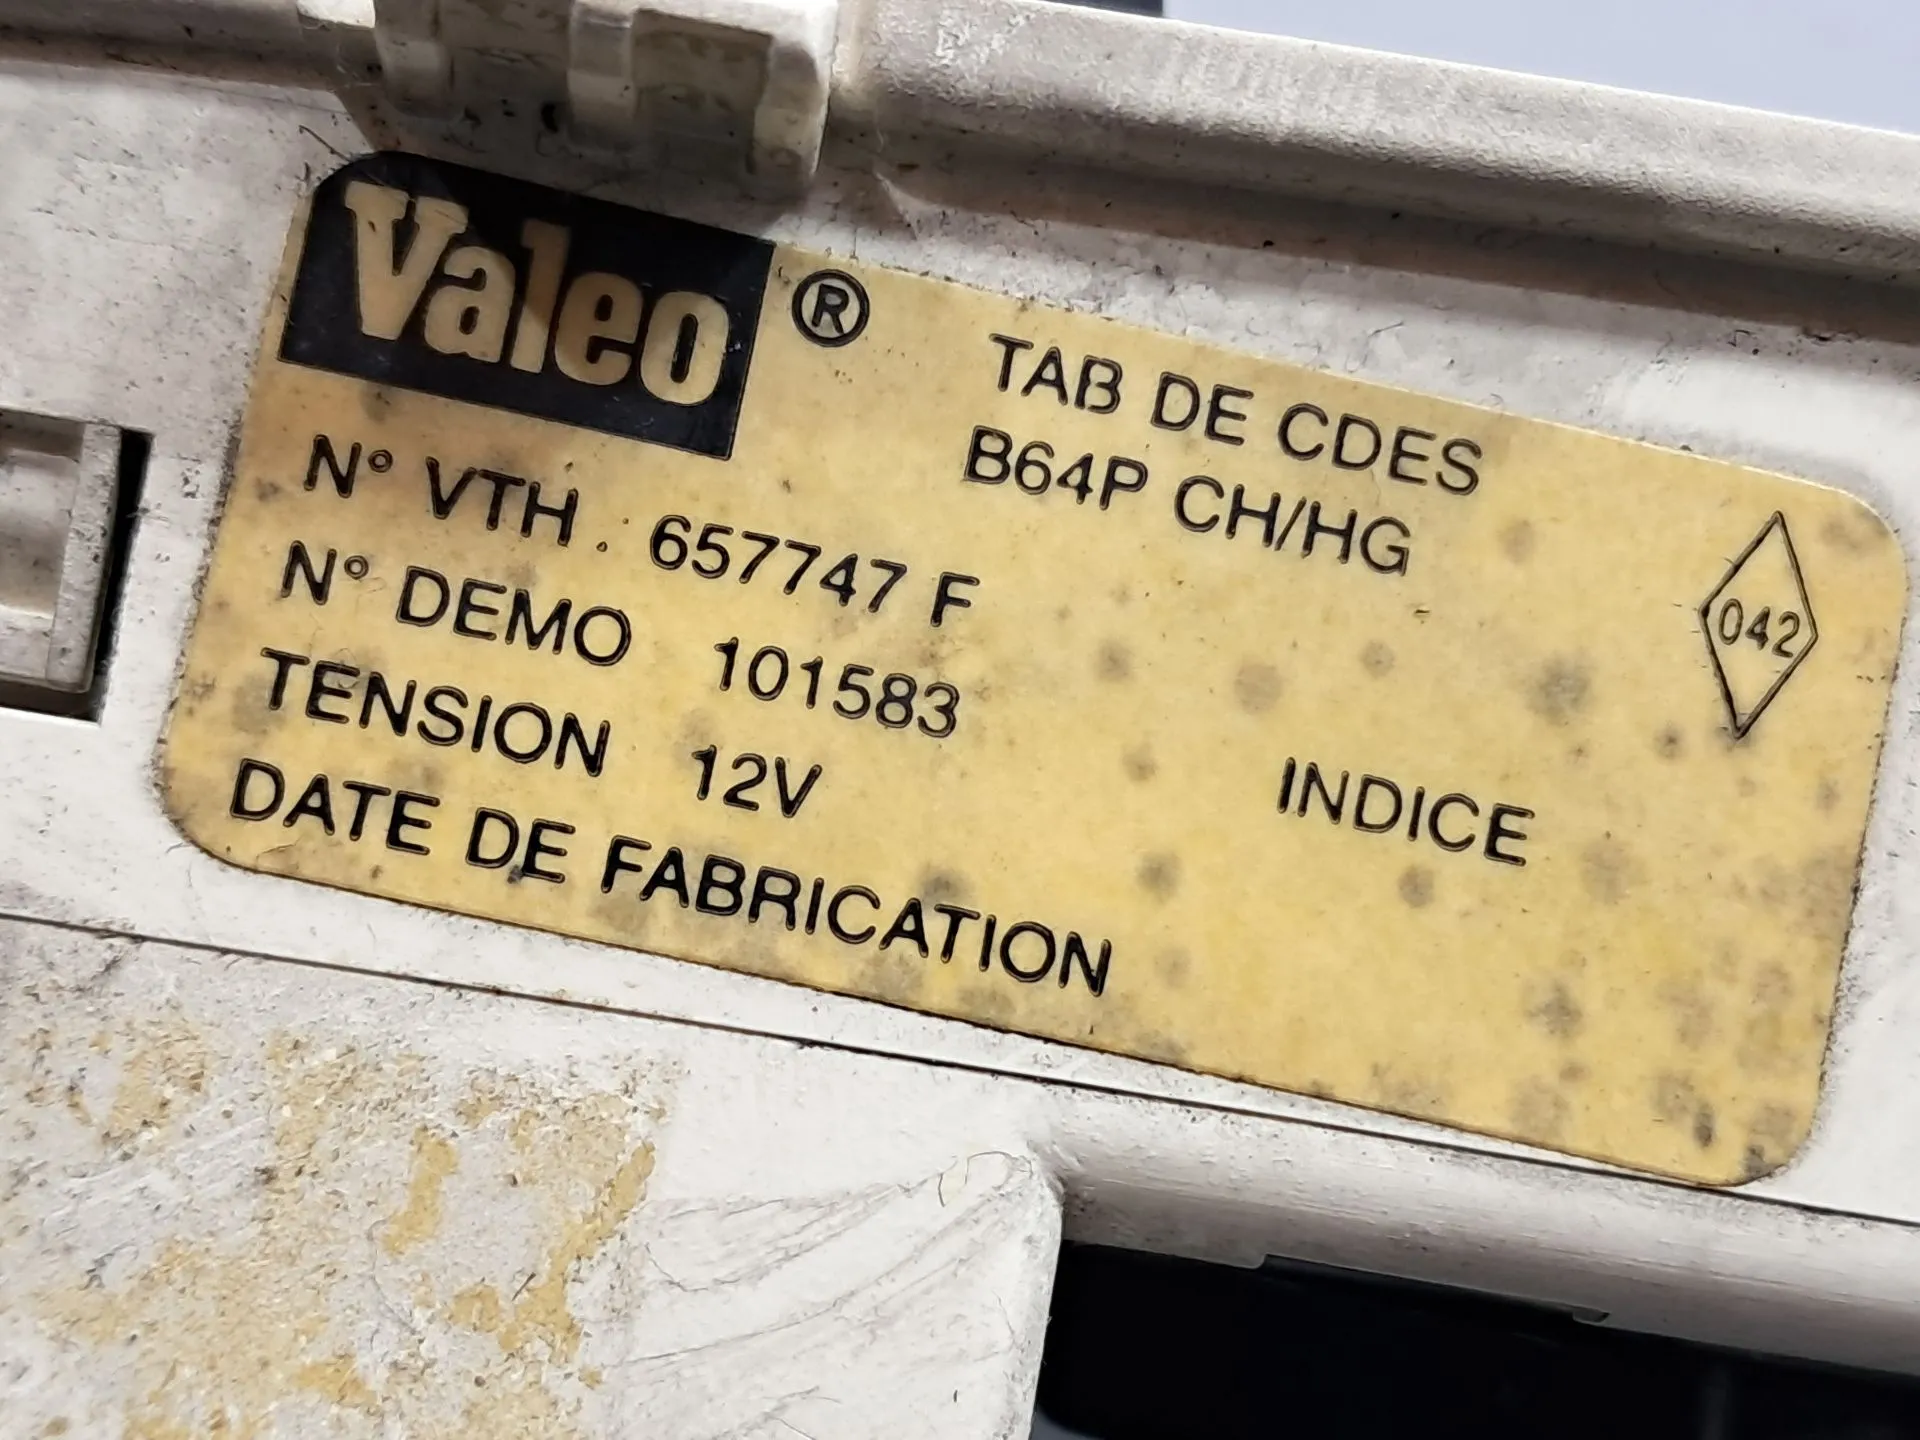 Valeo ®
TAB DE CDES
B64P CH/HG
N° VTH . 657747 F
N° DEMO 101583
042
TENSION 12V
INDICE
DATE DE FABRICATION